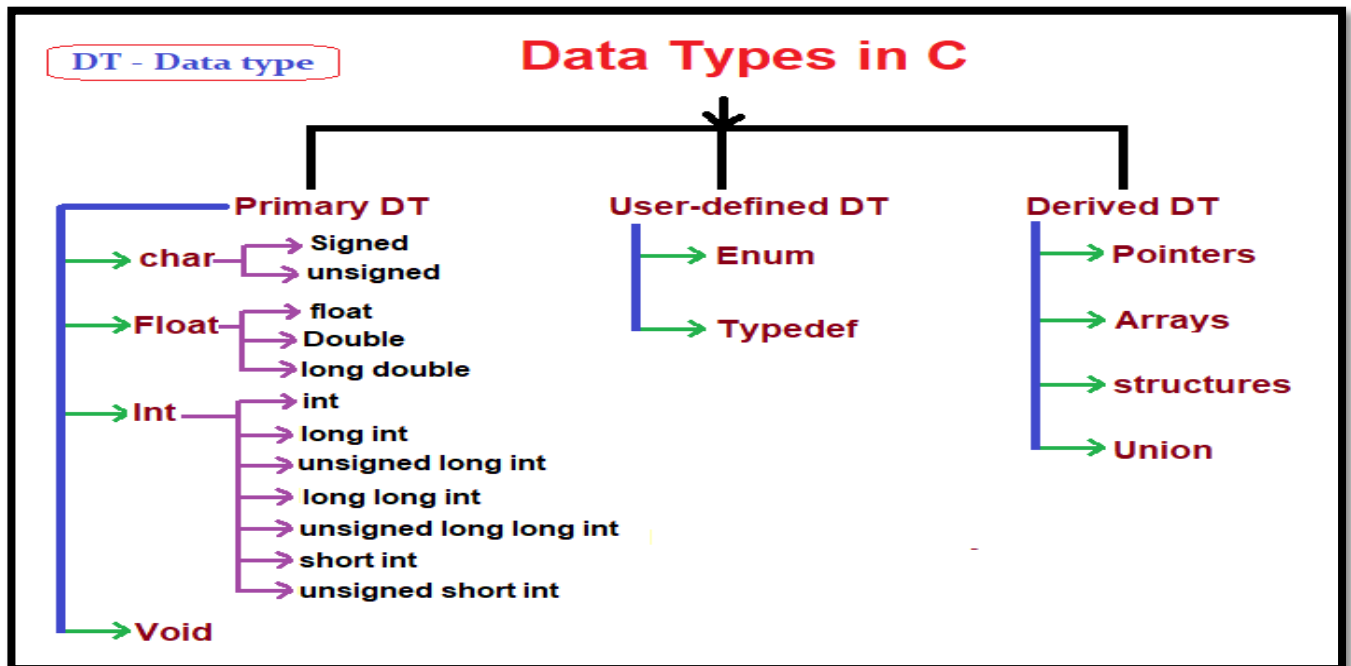 DT - Data type
Data Types in C
Primary DT
char
Signed
unsigned
Float
float
Double
long double
Int
int
long int
unsigned long int
long long int
unsigned long long int
short int
unsigned short int
Void
User-defined DT
Enum
Typedef
Derived DT
Pointers
Arrays
structures
Union